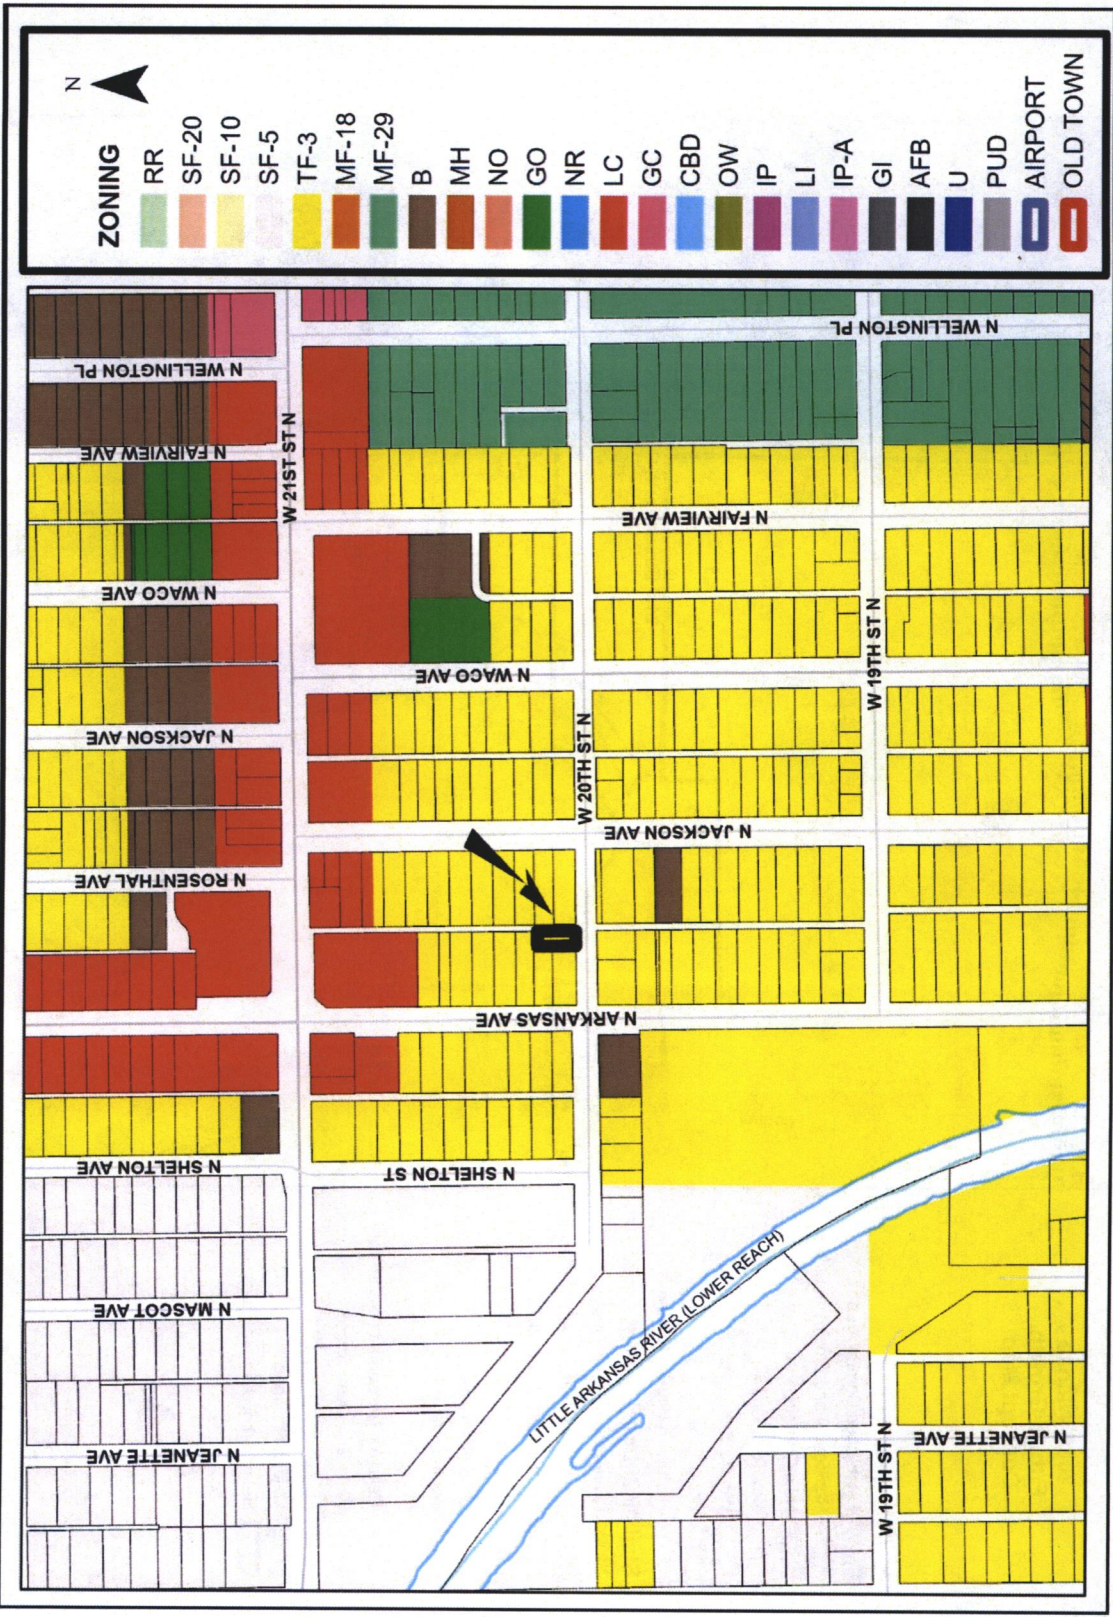 N
ZONING
RR
SF-20
SF-10
SF-5
TF-3
MF-18
MF-29
B
MH
NO
GO
NR
LC
GC
CBD
OW
IP
LI
IP-A
GI
AFB
U
PUD
AIRPORT
OLD TOWN
N WELLINGTON PL
N WELLINGTON PL
N FAIRVIEW AVE
W 21ST ST N
N FAIRVIEW AVE
N WACO AVE
W 19TH ST N
N WACO AVE
N JACKSON AVE
W 20TH ST N
N JACKSON AVE
N ROSENTHAL AVE
N ARKANSAS AVE
N SHELTON AVE
N SHELTON ST
LITTLE ARKANSAS RIVER (LOWER REACH)
N MASCOT AVE
N JEANETTE AVE
N JEANETTE AVE
W 19TH ST N